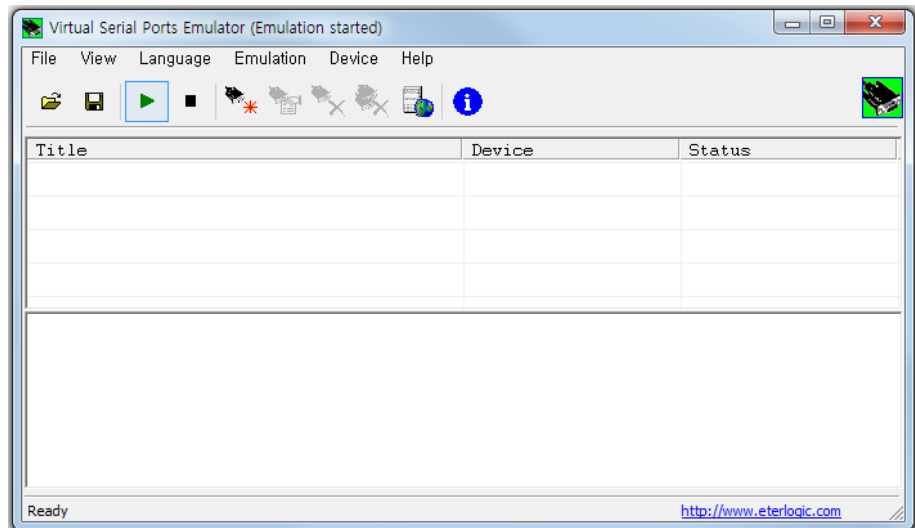 Virtual Serial Ports Emulator (Emulation started)
File View Language Emulation Device Help
Title Device Status
Ready http://www.eterlogic.com